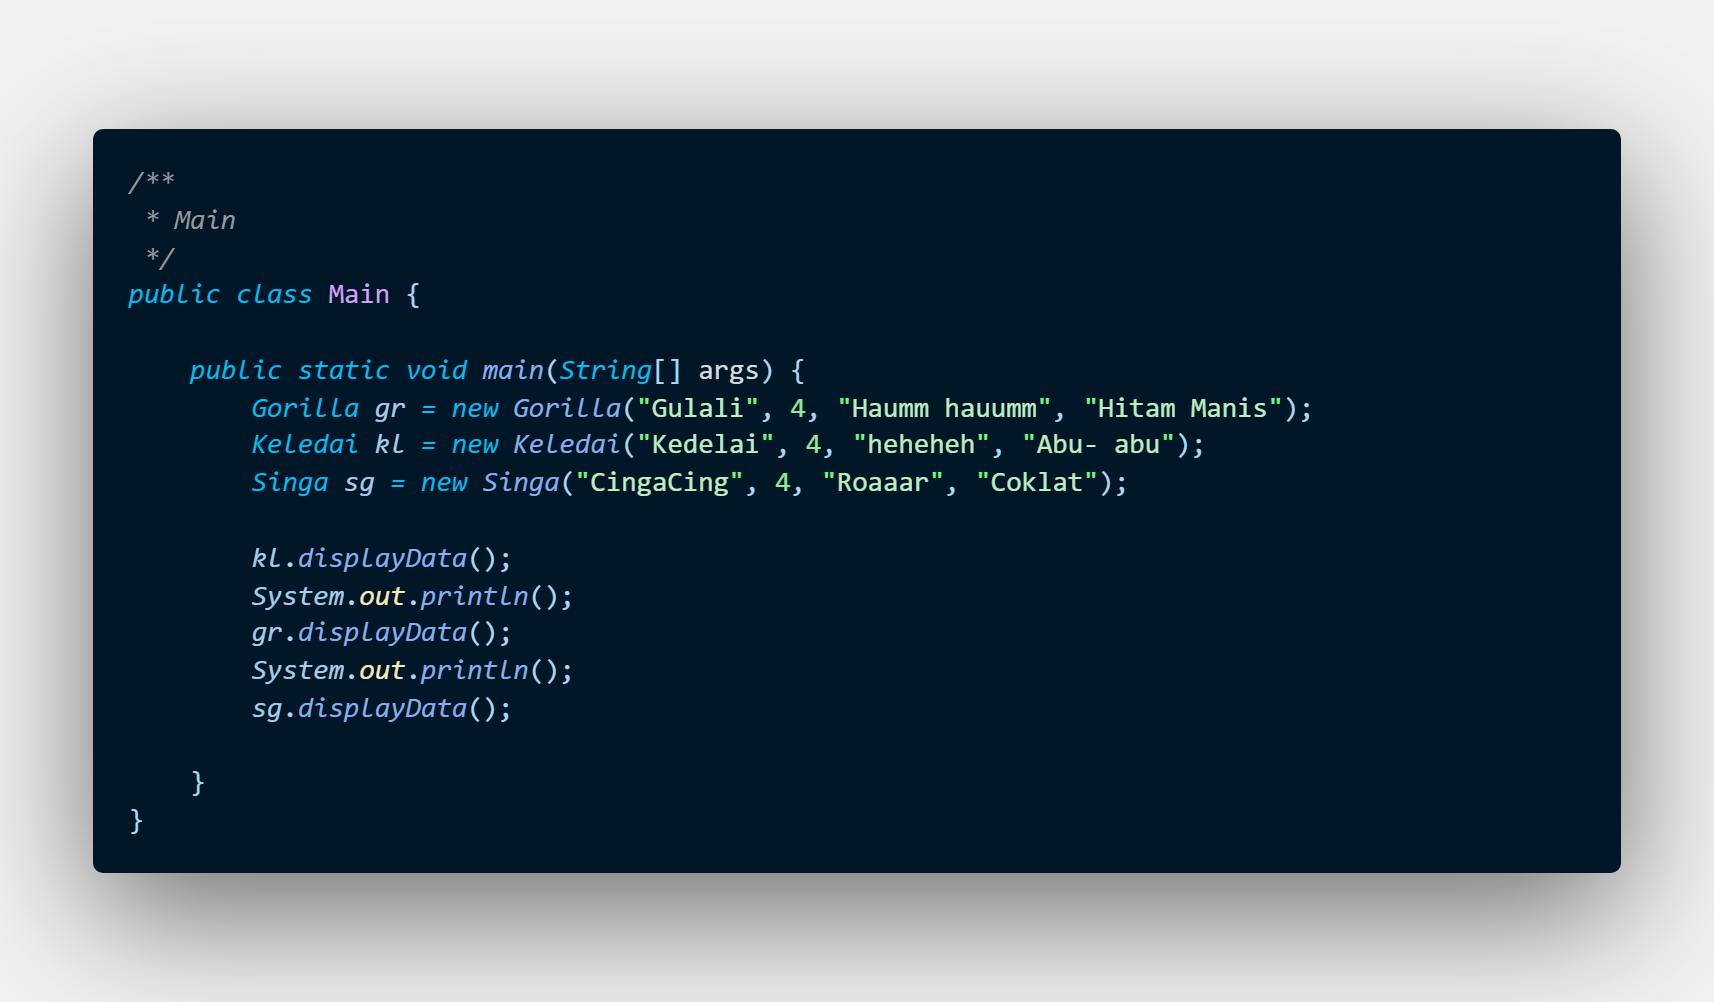 /**
 * Main
 */
public class Main {

    public static void main(String[] args) {
        Gorilla gr = new Gorilla("Gulali", 4, "Haumm hauumm", "Hitam Manis");
        Keledai kl = new Keledai("Kedelai", 4, "heheheh", "Abu- abu");
        Singa sg = new Singa("CingaCing", 4, "Roaaar", "Coklat");

        kl.displayData();
        System.out.println();
        gr.displayData();
        System.out.println();
        sg.displayData();

    }
}